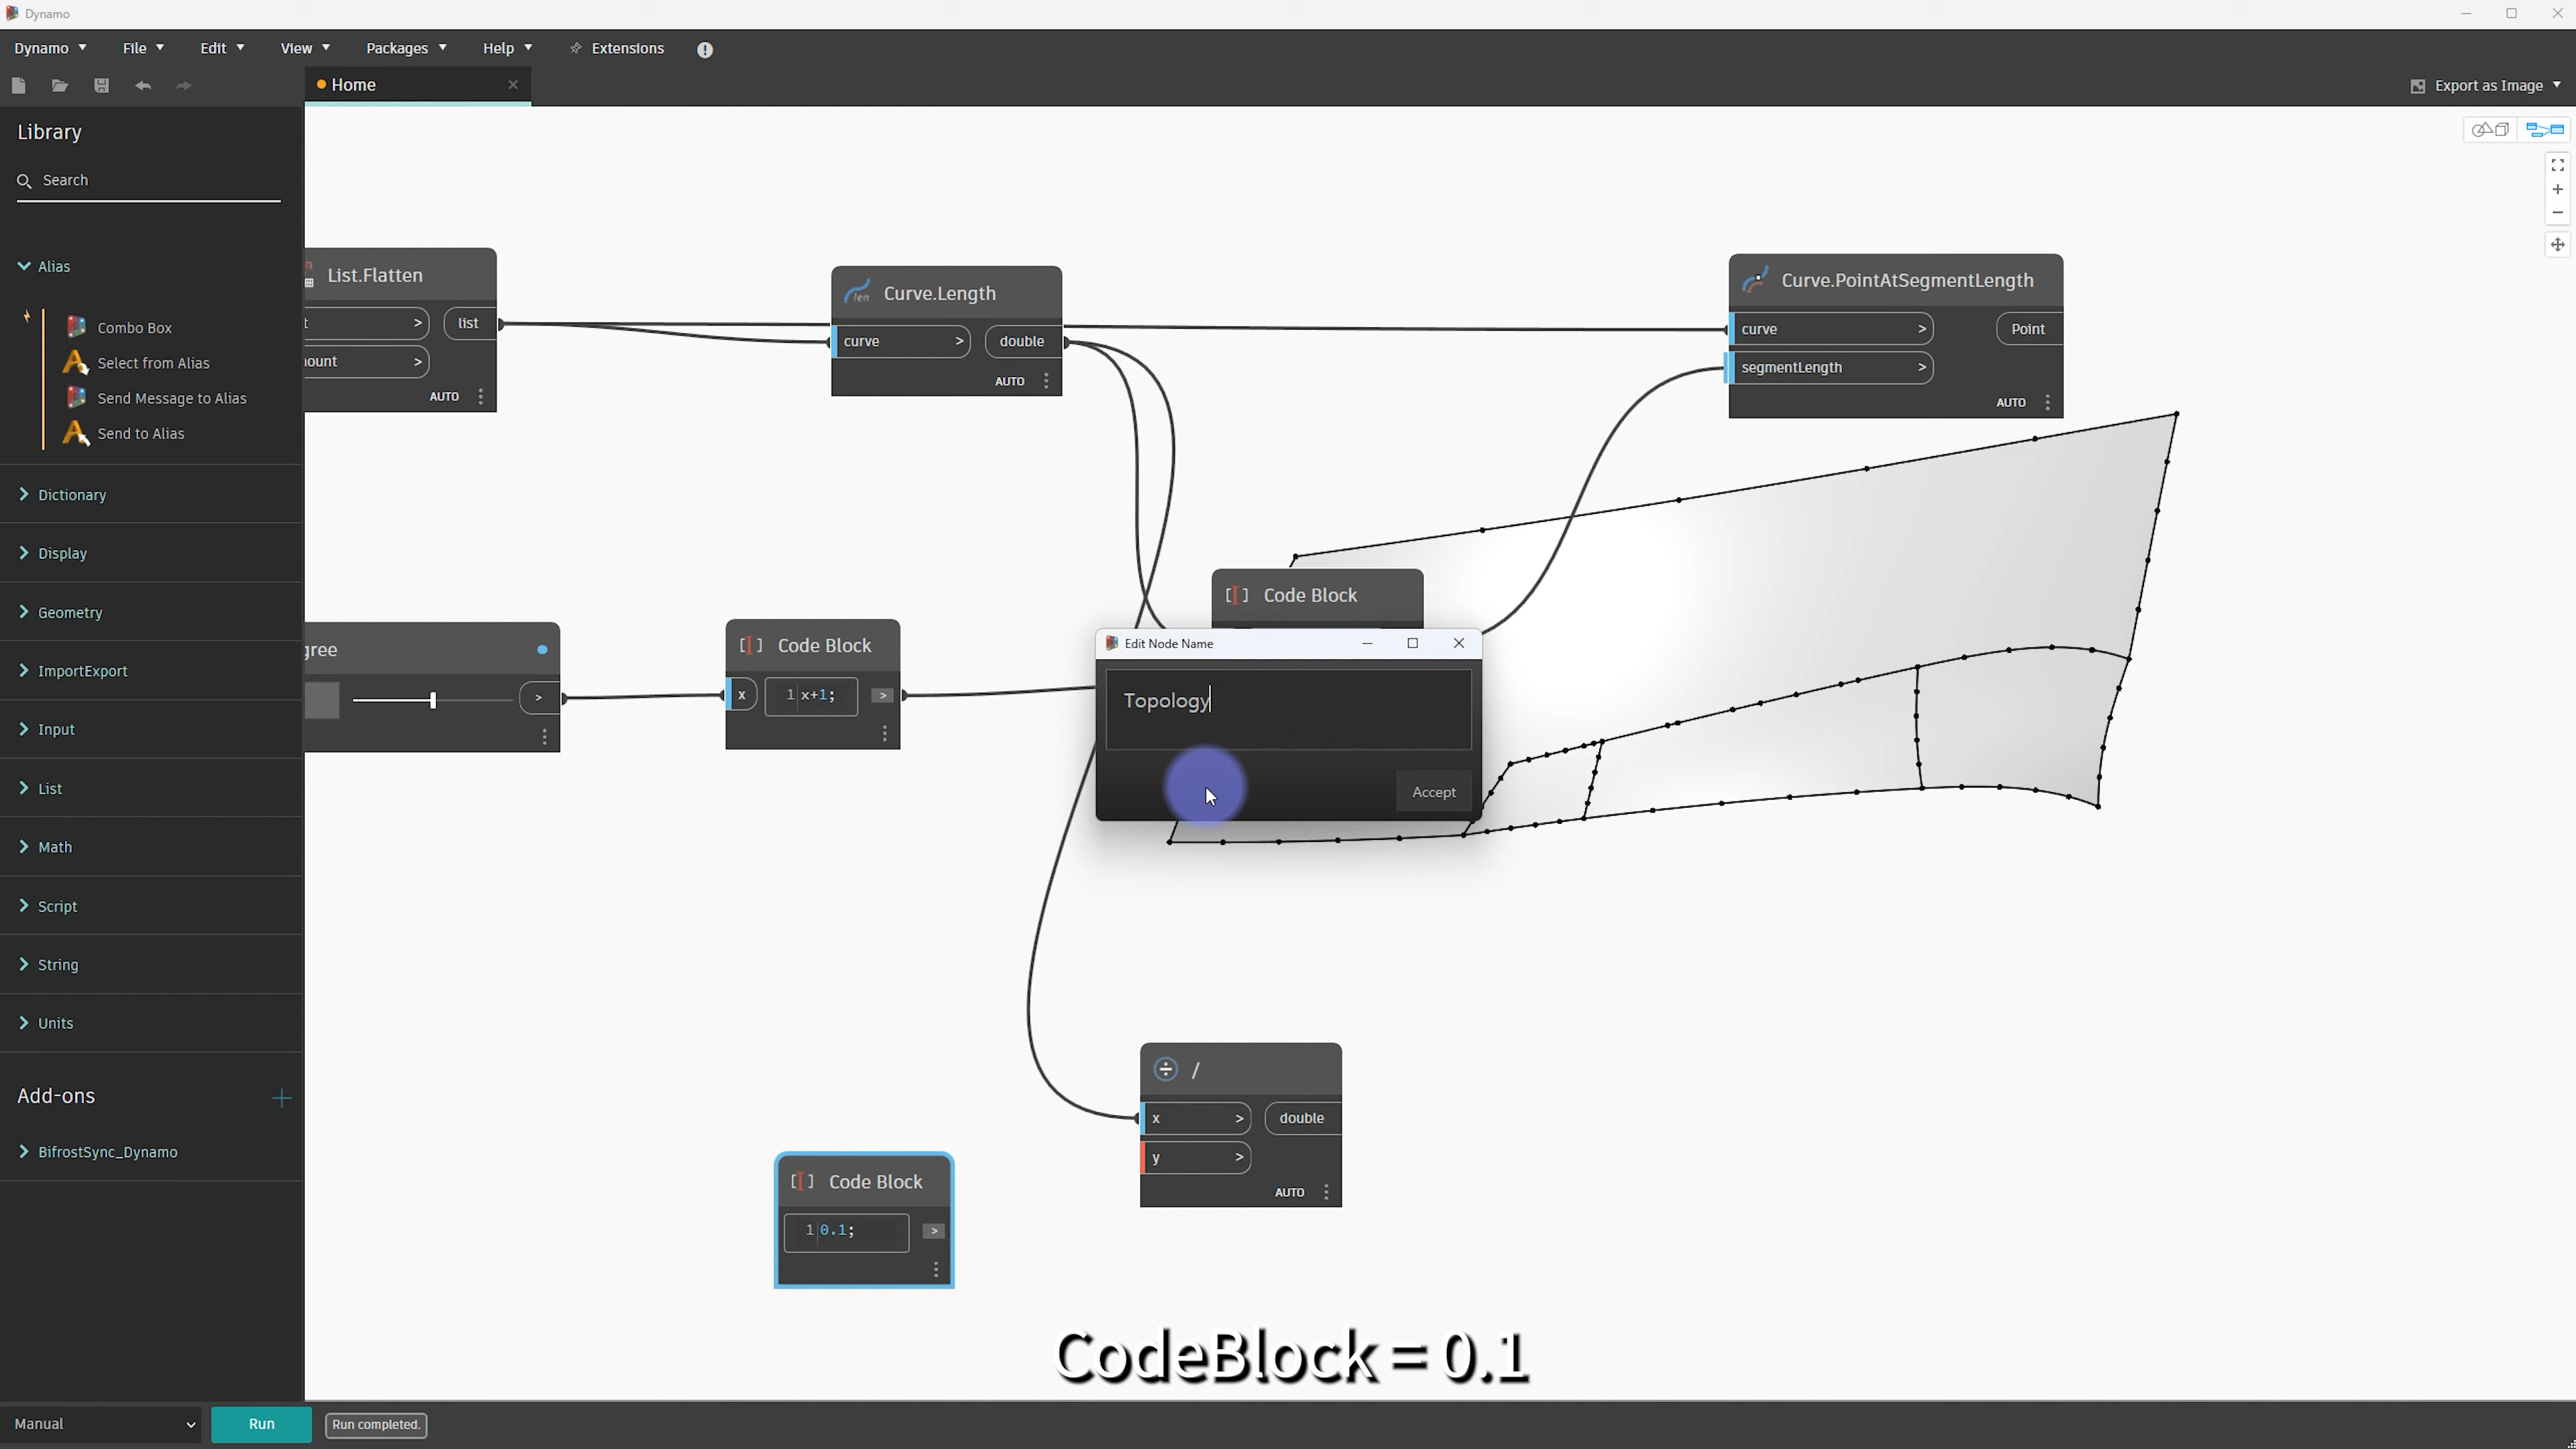 Dynamo
Dynamo File Edit View Packages Help Extensions
Home
Export as Image
Library
Search
Alias
Combo Box
Select from Alias
Send Message to Alias
Send to Alias
Dictionary
Display
Geometry
ImportExport
Input
List
Math
Script
String
Units
Add-ons
BifrostSync_Dynamo
List.Flatten
t > list
ount >
AUTO
Curve.Length
curve > double
AUTO
Curve.PointAtSegmentLength
curve > Point
segmentLength >
AUTO
Code Block
gree
>
Code Block
x 1 x+1; >
Edit Node Name
Topology
Accept
/
x > double
y >
AUTO
Code Block
1 0.1; >
CodeBlock = 0.1
Manual Run Run completed.